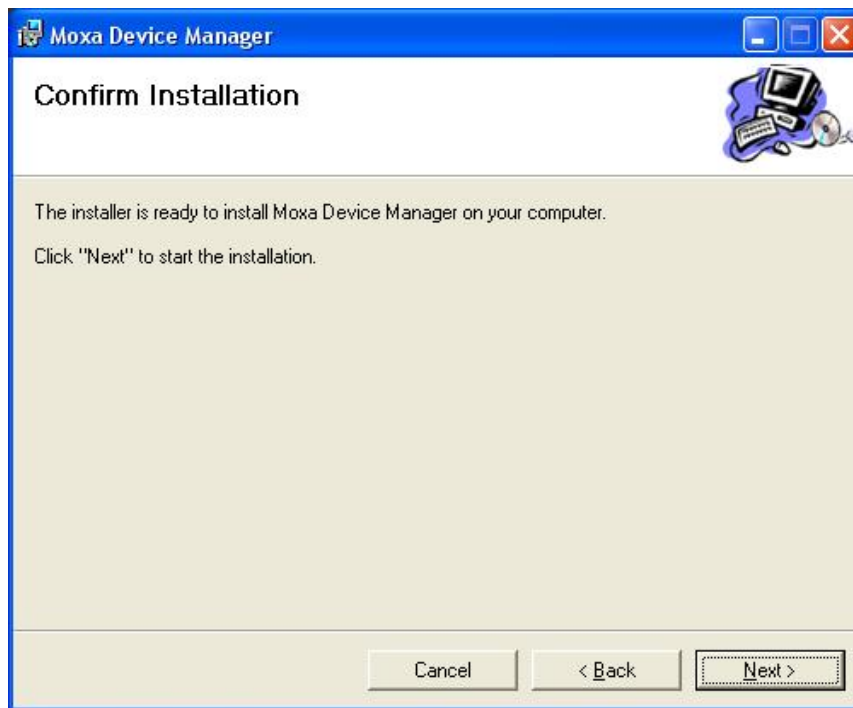 Moxa Device Manager
Confirm Installation
The installer is ready to install Moxa Device Manager on your computer.
Click "Next" to start the installation.
Cancel
< Back
Next >